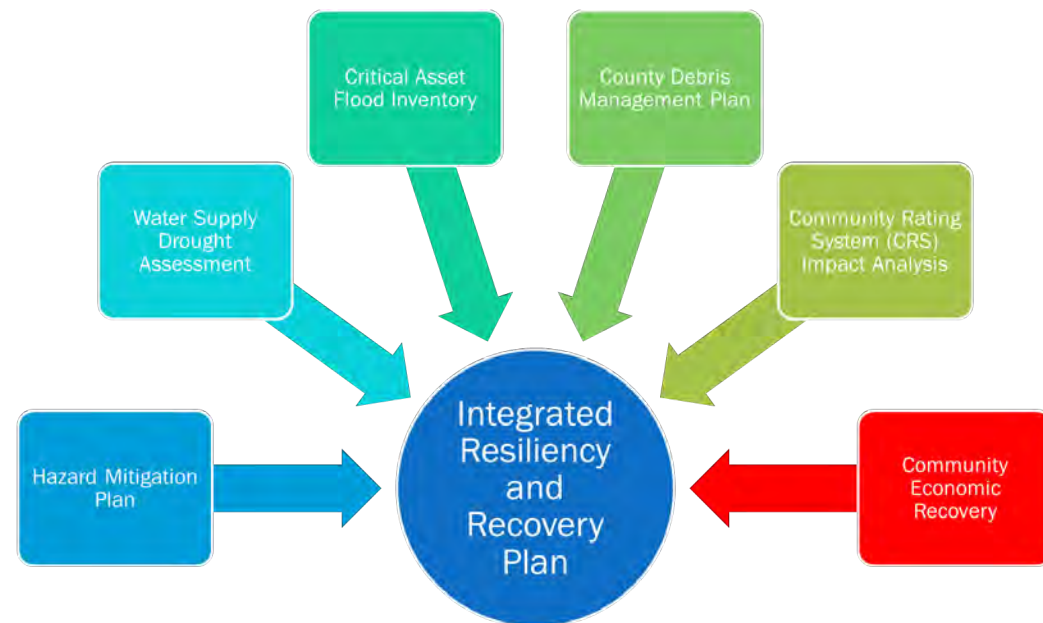 Critical Asset
Flood Inventory
County Debris
Management Plan
Water Supply
Drought
Assessment
Community Rating
System (CRS)
Impact Analysis
Hazard Mitigation
Plan
Integrated
Resiliency
and
Recovery
Plan
Community
Economic
Recovery